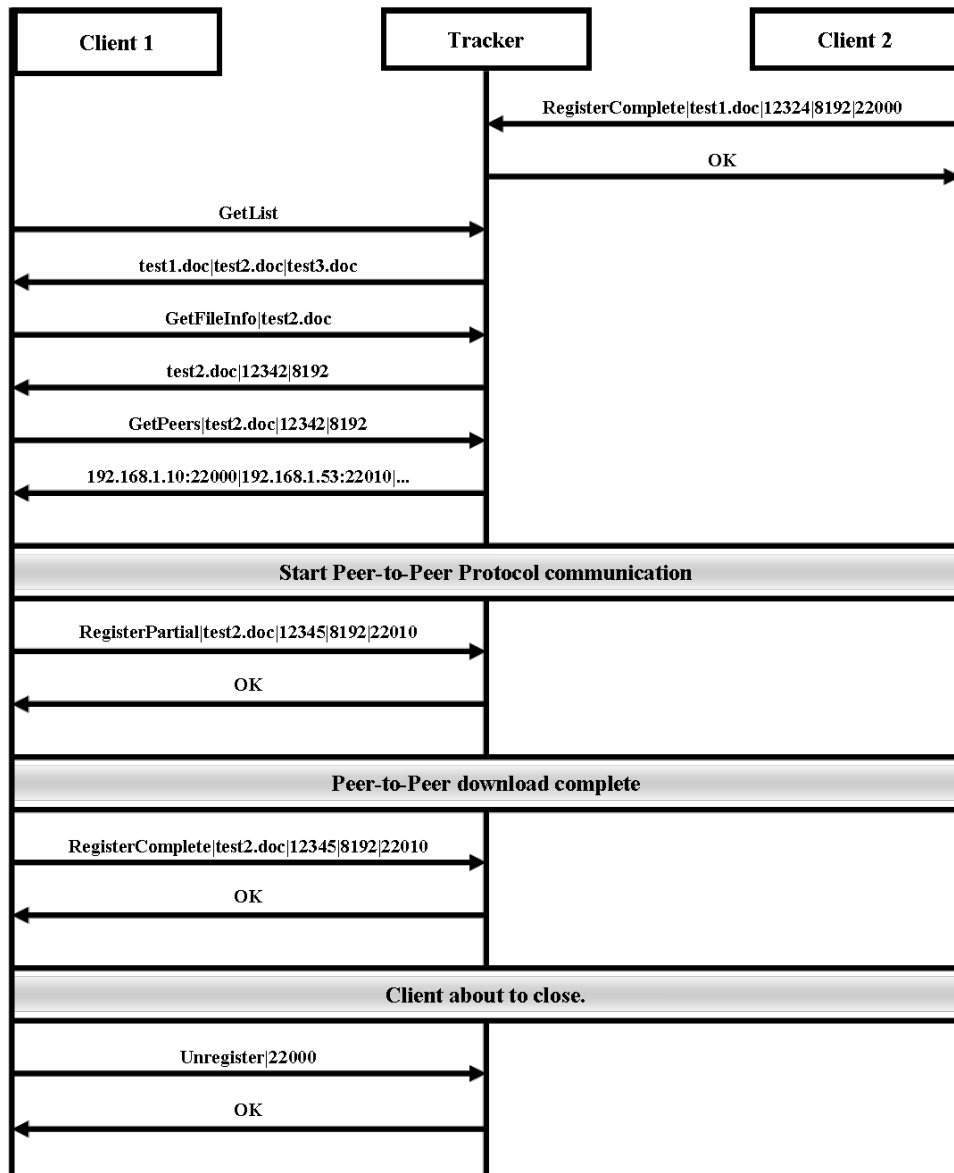 Client 1
Tracker
Client 2
RegisterComplete|test1.doc|12324|8192|22000
OK
GetList
test1.doc|test2.doc|test3.doc
GetFileInfo|test2.doc
test2.doc|12342|8192
GetPeers|test2.doc|12342|8192
192.168.1.10:22000|192.168.1.53:22010|...
Start Peer-to-Peer Protocol communication
RegisterPartial|test2.doc|12345|8192|22010
OK
Peer-to-Peer download complete
RegisterComplete|test2.doc|12345|8192|22010
OK
Client about to close.
Unregister|22000
OK